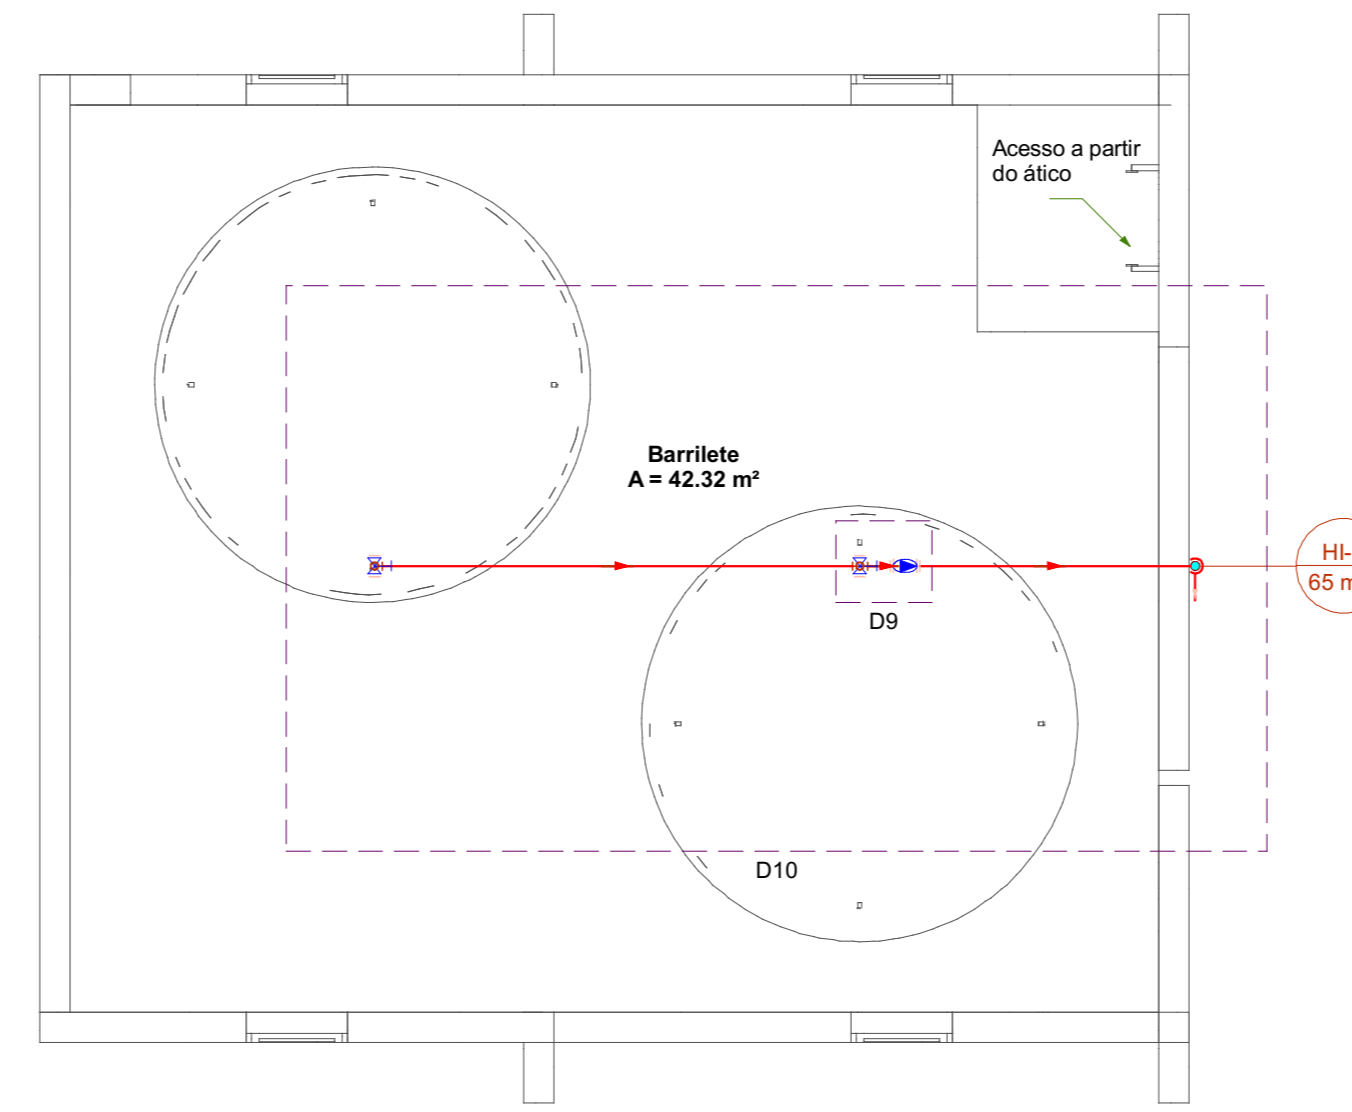 Acesso a partir
do ático
Barrilete
A = 42.32 m²
HI-
65 m
D9
D10